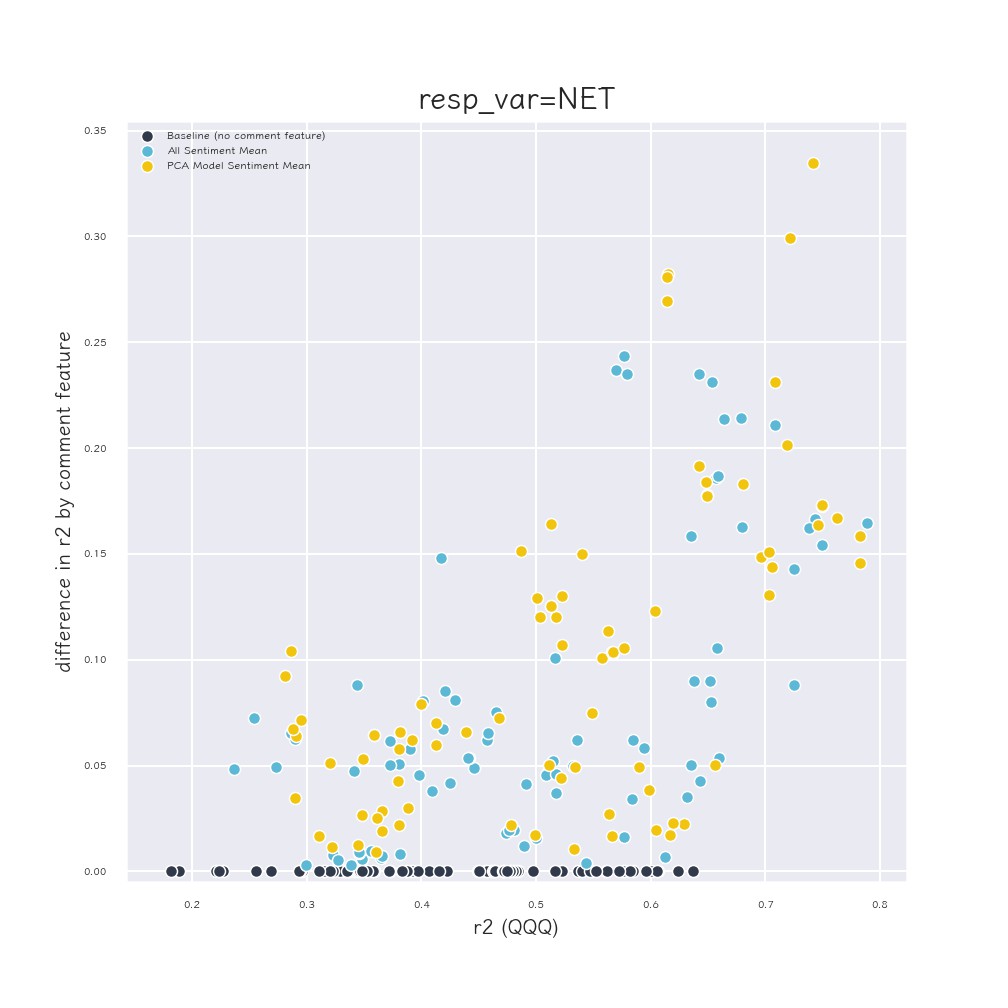 resp_var=NET
Baseline (no comment feature)
All Sentiment Mean
PCA Model Sentiment Mean
difference in r2 by comment feature
0.35
0.30
0.25
0.20
0.15
0.10
0.05
0.00
0.2 0.3 0.4 0.5 0.6 0.7 0.8
r2 (QQQ)